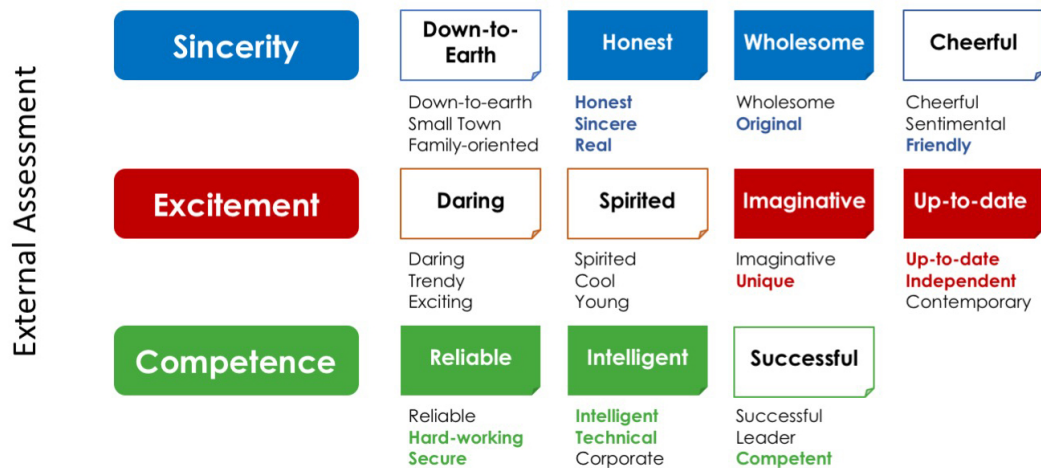 External Assessment
Sincerity
Down-to-
Earth
Honest
Wholesome
Cheerful
Down-to-earth
Small Town
Family-oriented
Honest
Sincere
Real
Wholesome
Original
Cheerful
Sentimental
Friendly
Excitement
Daring
Spirited
Imaginative
Up-to-date
Daring
Trendy
Exciting
Spirited
Cool
Young
Imaginative
Unique
Up-to-date
Independent
Contemporary
Competence
Reliable
Intelligent
Successful
Reliable
Hard-working
Secure
Intelligent
Technical
Corporate
Successful
Leader
Competent